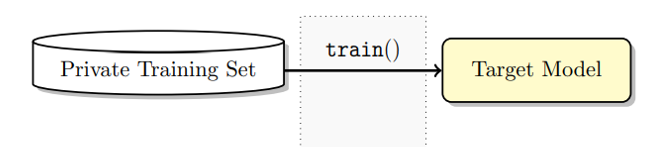 Private Training Set
train()
Target Model